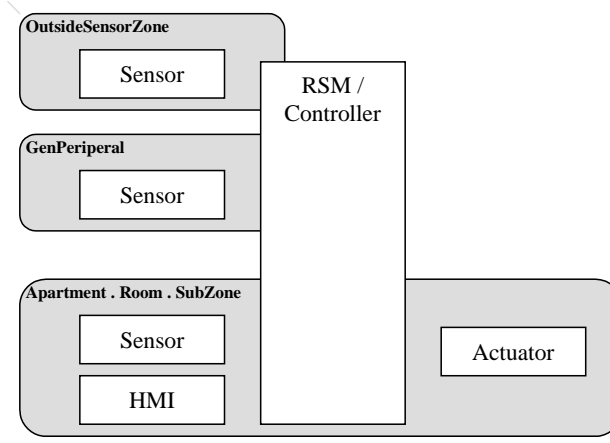 OutsideSensorZone
Sensor
RSM /
Controller
GenPeriperal
Sensor
Apartment . Room . SubZone
Sensor
HMI
Actuator